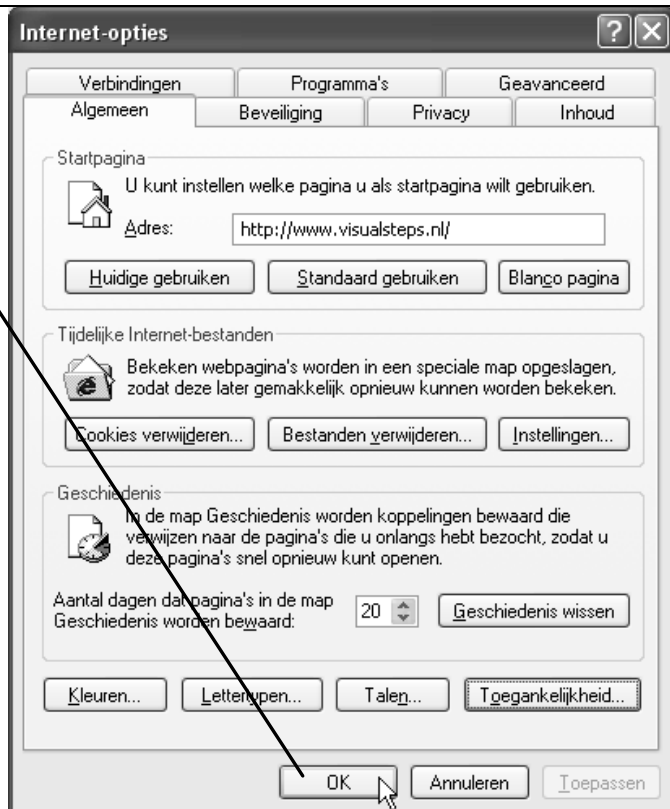 Internet-opties
Verbindingen Programma's Geavanceerd
Algemeen Beveiliging Privacy Inhoud
Startpagina
U kunt instellen welke pagina u als startpagina wilt gebruiken.
Adres: http://www.visualsteps.nl/
Huidige gebruiken Standaard gebruiken Blanco pagina
Tijdelijke Internet-bestanden
Bekeken webpagina's worden in een speciale map opgeslagen,
zodat deze later gemakkelijk opnieuw kunnen worden bekeken.
Cookies verwijderen... Bestanden verwijderen... Instellingen...
Geschiedenis
In de map Geschiedenis worden koppelingen bewaard die
verwijzen naar de pagina's die u onlangs hebt bezocht, zodat u
deze pagina's snel opnieuw kunt openen.
Aantal dagen dat pagina's in de map
Geschiedenis worden bewaard: 20 Geschiedenis wissen
Kleuren... Lettertypen... Talen... Toegankelijkheid...
OK Annuleren Toepassen